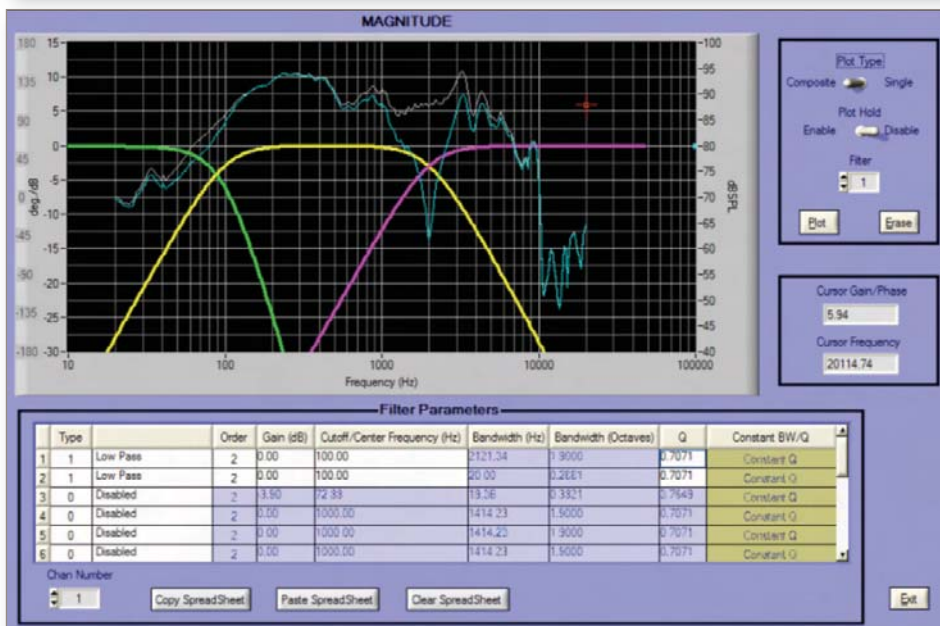 MAGNITUDE
180 15 -100
135 10 -95
5 -90
90 -85
45 0 -80
-5 -75
0 -10 -70
-45 -15 -65 -60
-90 -20 -55 -50
-135 -25 -45
-180 -30 -40
deg./dB
dBSPL
10 100 1000 10000 100000
Frequency (Hz)
Plot Type
Composite Single
Plot Hold
Enable Disable
Filter
1
Plot Erase
Cursor Gain/Phase
5.94
Cursor Frequency
20114.74
Filter Parameters
Type Order Gain (dB) Cutoff/Center Frequency (Hz) Bandwidth (Hz) Bandwidth (Octaves) Q Constant BW/Q
1 1 Low Pass 2 0.00 100.00 2121.34 1.9000 0.7071 Constant Q
2 1 Low Pass 2 0.00 100.00 20.00 0.7071 Constant Q
3 0 Disabled 2 -3.90 19.36 0.3321 0.7649 Constant Q
4 0 Disabled 2 0.00 1000.00 1414.23 1.9000 0.7071 Constant Q
5 0 Disabled 2 0.00 1000.00 1414.23 1.9000 0.7071 Constant Q
6 0 Disabled 2 0.00 1000.00 1414.23 1.9000 0.7071 Constant Q
Chan Number
1 Copy SpreadSheet Paste SpreadSheet Clear SpreadSheet Exit